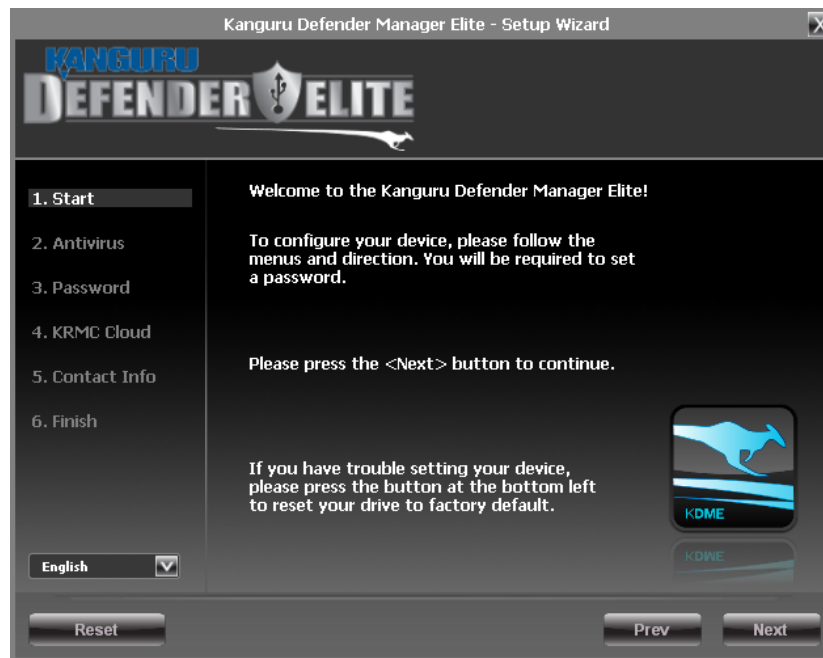 Kanguru Defender Manager Elite - Setup Wizard
X
KANGURU
DEFENDER ELITE
1. Start
2. Antivirus
3. Password
4. KRMC Cloud
5. Contact Info
6. Finish
English
Welcome to the Kanguru Defender Manager Elite!
To configure your device, please follow the
menus and direction. You will be required to set
a password.
Please press the <Next> button to continue.
If you have trouble setting your device,
please press the button at the bottom left
to reset your drive to factory default.
KDME
Reset
Prev
Next